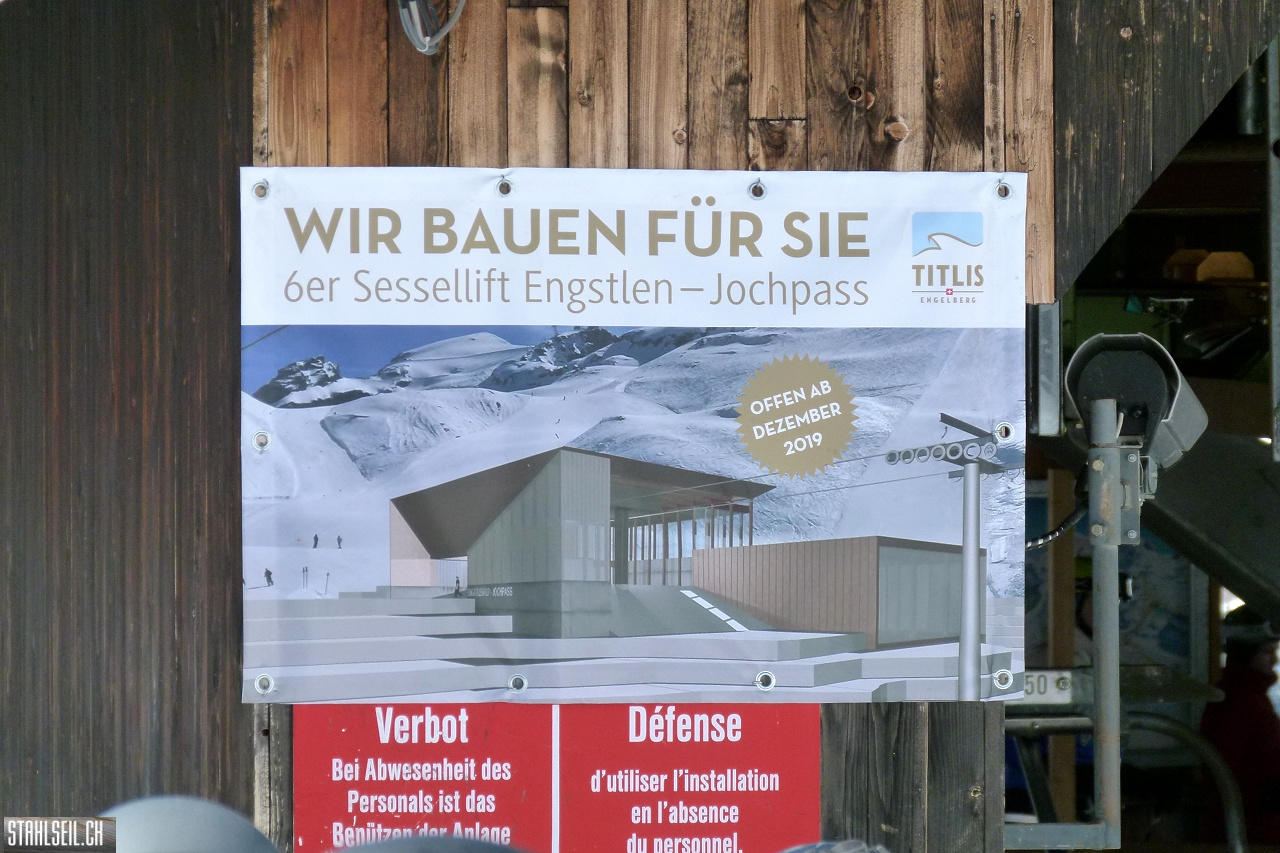 WIR BAUEN FÜR SIE
6er Sessellift Engstlen – Jochpass
TITLIS
ENGELBERG
OFFEN AB
DEZEMBER
2019
JOCHPASS
50
Verbot
Bei Abwesenheit des
Personals ist das
Benützen der Anlage
Défense
d'utiliser l'installation
en l'absence
du personnel.
STAHLSEIL.CH